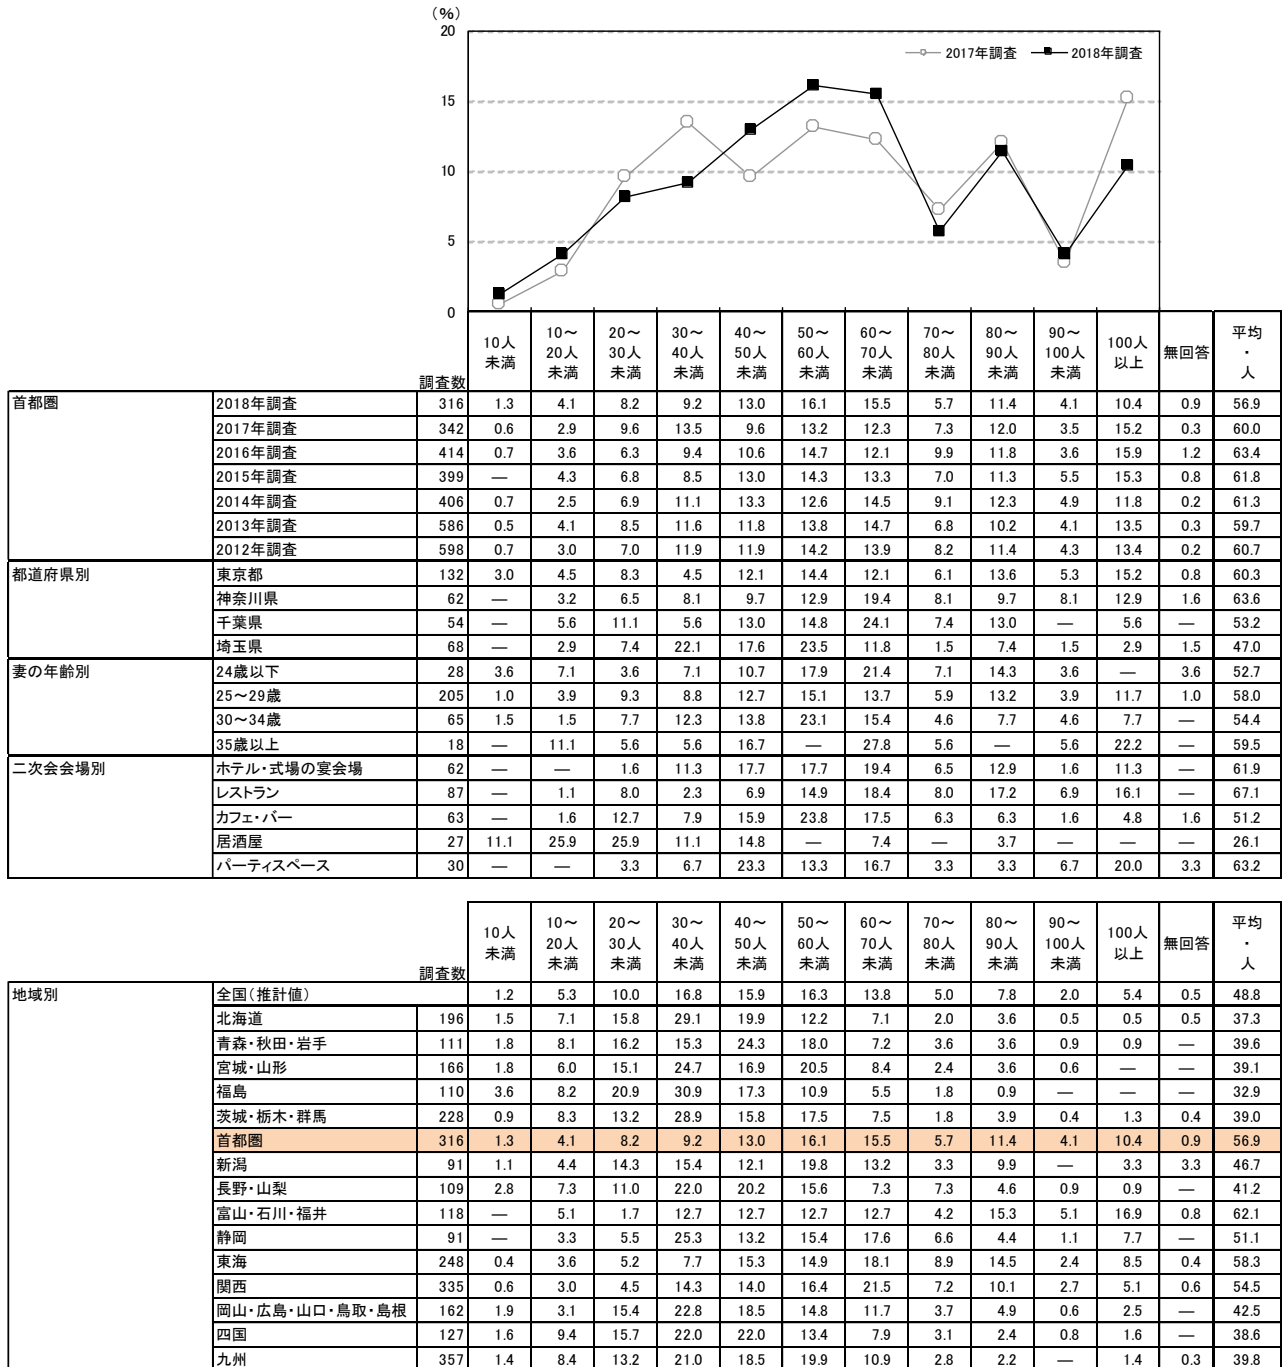 （％）
20
15
10
5
0
2017年調査 2018年調査
調査数 10人未満 10～20人未満 20～30人未満 30～40人未満 40～50人未満 50～60人未満 60～70人未満 70～80人未満 80～90人未満 90～100人未満 100人以上 無回答 平均・人
首都圏 2018年調査 316 1.3 4.1 8.2 9.2 13.0 16.1 15.5 5.7 11.4 4.1 10.4 0.9 56.9
2017年調査 342 0.6 2.9 9.6 13.5 9.6 13.2 12.3 7.3 12.0 3.5 15.2 0.3 60.0
2016年調査 414 0.7 3.6 6.3 9.4 10.6 14.7 12.1 9.9 11.8 3.6 15.9 1.2 63.4
2015年調査 399 ― 4.3 6.8 8.5 13.0 14.3 13.3 7.0 11.3 5.5 15.3 0.8 61.8
2014年調査 406 0.7 2.5 6.9 11.1 13.3 12.6 14.5 9.1 12.3 4.9 11.8 0.2 61.3
2013年調査 586 0.5 4.1 8.5 11.6 11.8 13.8 14.7 6.8 10.2 4.1 13.5 0.3 59.7
2012年調査 598 0.7 3.0 7.0 11.9 11.9 14.2 13.9 8.2 11.4 4.3 13.4 0.2 60.7
都道府県別 東京都 132 3.0 4.5 8.3 4.5 12.1 14.4 12.1 6.1 13.6 5.3 15.2 0.8 60.3
神奈川県 62 ― 3.2 6.5 8.1 9.7 12.9 19.4 8.1 9.7 8.1 12.9 1.6 63.6
千葉県 54 ― 5.6 11.1 5.6 13.0 14.8 24.1 7.4 13.0 ― 5.6 ― 53.2
埼玉県 68 ― 2.9 7.4 22.1 17.6 23.5 11.8 1.5 7.4 1.5 2.9 1.5 47.0
妻の年齢別 24歳以下 28 3.6 7.1 3.6 7.1 10.7 17.9 21.4 7.1 14.3 3.6 ― 3.6 52.7
25～29歳 205 1.0 3.9 9.3 8.8 12.7 15.1 13.7 5.9 13.2 3.9 11.7 1.0 58.0
30～34歳 65 1.5 1.5 7.7 12.3 13.8 23.1 15.4 4.6 7.7 4.6 7.7 ― 54.4
35歳以上 18 ― 11.1 5.6 5.6 16.7 ― 27.8 5.6 ― 5.6 22.2 ― 59.5
二次会会場別 ホテル・式場の宴会場 62 ― ― 1.6 11.3 17.7 17.7 19.4 6.5 12.9 1.6 11.3 ― 61.9
レストラン 87 ― 1.1 8.0 2.3 6.9 14.9 18.4 8.0 17.2 6.9 16.1 ― 67.1
カフェ・バー 63 ― 1.6 12.7 7.9 15.9 23.8 17.5 6.3 6.3 1.6 4.8 1.6 51.2
居酒屋 27 11.1 25.9 25.9 11.1 14.8 ― 7.4 ― 3.7 ― ― ― 26.1
パーティスペース 30 ― ― 3.3 6.7 23.3 13.3 16.7 3.3 3.3 6.7 20.0 3.3 63.2
調査数 10人未満 10～20人未満 20～30人未満 30～40人未満 40～50人未満 50～60人未満 60～70人未満 70～80人未満 80～90人未満 90～100人未満 100人以上 無回答 平均・人
地域別 全国（推計値） 1.2 5.3 10.0 16.8 15.9 16.3 13.8 5.0 7.8 2.0 5.4 0.5 48.8
北海道 196 1.5 7.1 15.8 29.1 19.9 12.2 7.1 2.0 3.6 0.5 0.5 0.5 37.3
青森・秋田・岩手 111 1.8 8.1 16.2 15.3 24.3 18.0 7.2 3.6 3.6 0.9 0.9 ― 39.6
宮城・山形 166 1.8 6.0 15.1 24.7 16.9 20.5 8.4 2.4 3.6 0.6 ― ― 39.1
福島 110 3.6 8.2 20.9 30.9 17.3 10.9 5.5 1.8 0.9 ― ― ― 32.9
茨城・栃木・群馬 228 0.9 8.3 13.2 28.9 15.8 17.5 7.5 1.8 3.9 0.4 1.3 0.4 39.0
首都圏 316 1.3 4.1 8.2 9.2 13.0 16.1 15.5 5.7 11.4 4.1 10.4 0.9 56.9
新潟 91 1.1 4.4 14.3 15.4 12.1 19.8 13.2 3.3 9.9 ― 3.3 3.3 46.7
長野・山梨 109 2.8 7.3 11.0 22.0 20.2 15.6 7.3 7.3 4.6 0.9 0.9 ― 41.2
富山・石川・福井 118 ― 5.1 1.7 12.7 12.7 12.7 12.7 4.2 15.3 5.1 16.9 0.8 62.1
静岡 91 ― 3.3 5.5 25.3 13.2 15.4 17.6 6.6 4.4 1.1 7.7 ― 51.1
東海 248 0.4 3.6 5.2 7.7 15.3 14.9 18.1 8.9 14.5 2.4 8.5 0.4 58.3
関西 335 0.6 3.0 4.5 14.3 14.0 16.4 21.5 7.2 10.1 2.7 5.1 0.6 54.5
岡山・広島・山口・鳥取・島根 162 1.9 3.1 15.4 22.8 18.5 14.8 11.7 3.7 4.9 0.6 2.5 ― 42.5
四国 127 1.6 9.4 15.7 22.0 22.0 13.4 7.9 3.1 2.4 0.8 1.6 ― 38.6
九州 357 1.4 8.4 13.2 21.0 18.5 19.9 10.9 2.8 2.2 ― 1.4 0.3 39.8